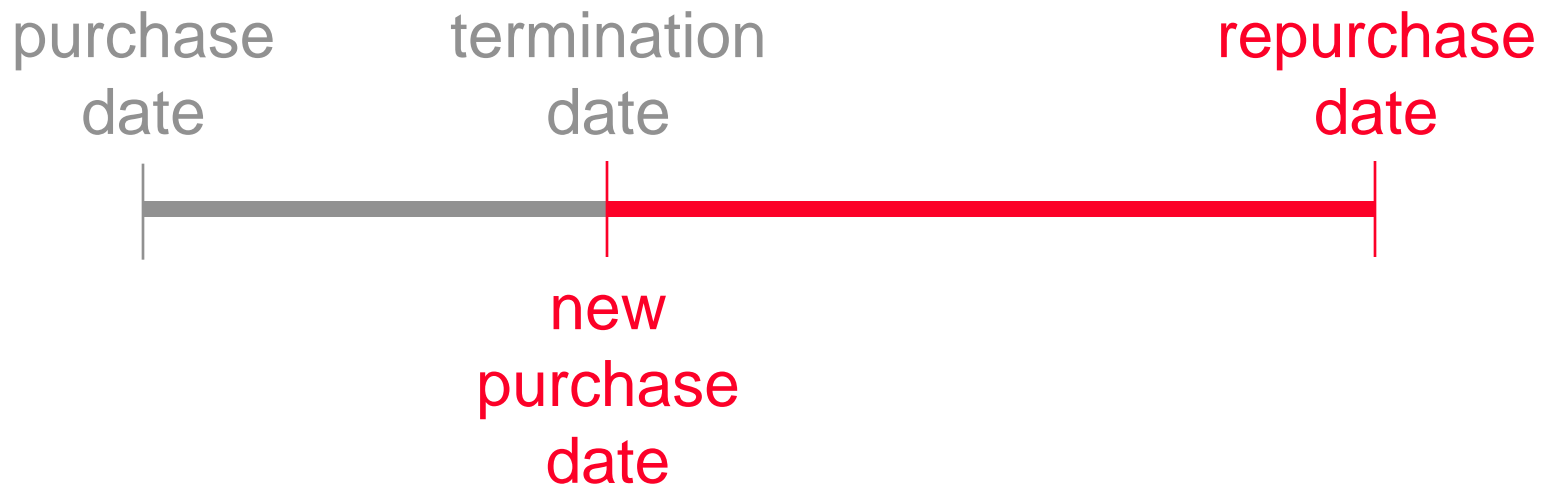 purchase
date
termination
date
repurchase
date
new
purchase
date